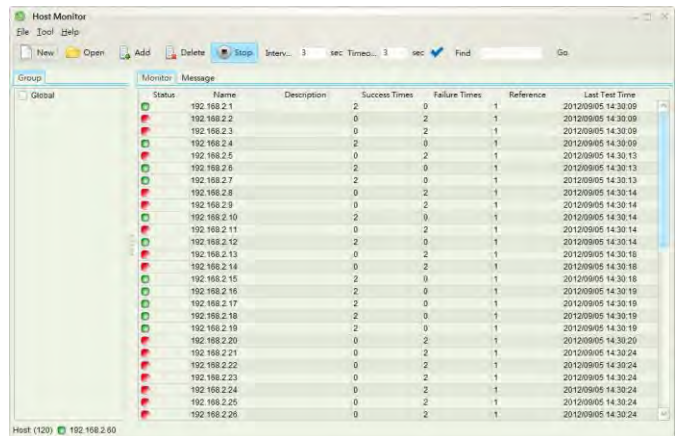 Host Monitor
File Tool Help
New Open Add Delete Stop Interv... 3 sec Timeo... 3 sec Find Go
Group Monitor Message
Global
Status Name Description Success Times Failure Times Reference Last Test Time
192.168.2.1 2 0 1 2012/09/05 14:30:09
192.168.2.2 0 2 1 2012/09/05 14:30:09
192.168.2.3 0 2 1 2012/09/05 14:30:09
192.168.2.4 2 0 1 2012/09/05 14:30:09
192.168.2.5 0 2 1 2012/09/05 14:30:13
192.168.2.6 2 0 1 2012/09/05 14:30:13
192.168.2.7 2 0 1 2012/09/05 14:30:13
192.168.2.8 0 2 1 2012/09/05 14:30:14
192.168.2.9 0 2 1 2012/09/05 14:30:14
192.168.2.10 2 0 1 2012/09/05 14:30:14
192.168.2.11 0 2 1 2012/09/05 14:30:14
192.168.2.12 2 0 1 2012/09/05 14:30:14
192.168.2.13 0 2 1 2012/09/05 14:30:18
192.168.2.14 0 2 1 2012/09/05 14:30:18
192.168.2.15 2 0 1 2012/09/05 14:30:18
192.168.2.16 2 0 1 2012/09/05 14:30:19
192.168.2.17 2 0 1 2012/09/05 14:30:19
192.168.2.18 2 0 1 2012/09/05 14:30:19
192.168.2.19 2 0 1 2012/09/05 14:30:19
192.168.2.20 0 2 1 2012/09/05 14:30:20
192.168.2.21 0 2 1 2012/09/05 14:30:24
192.168.2.22 0 2 1 2012/09/05 14:30:24
192.168.2.23 0 2 1 2012/09/05 14:30:24
192.168.2.24 0 2 1 2012/09/05 14:30:24
192.168.2.25 0 2 1 2012/09/05 14:30:24
192.168.2.26 0 2 1 2012/09/05 14:30:24
Host: (120) 192.168.2.60